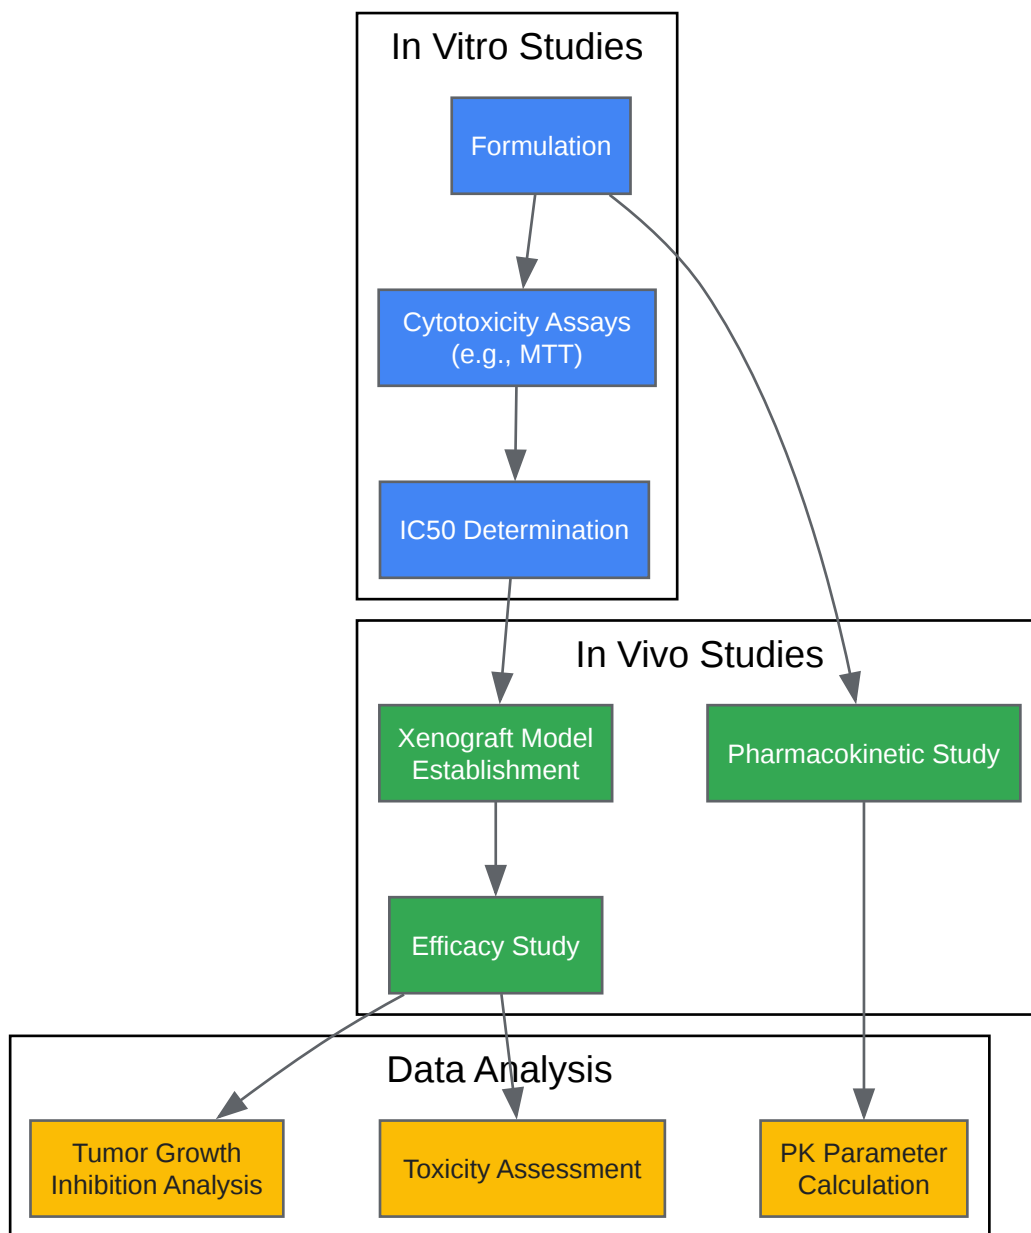 In Vitro Studies
Formulation
Cytotoxicity Assays
(e.g., MTT)
IC50 Determination
In Vivo Studies
Xenograft Model
Establishment
Pharmacokinetic Study
Efficacy Study
Data Analysis
Tumor Growth
Inhibition Analysis
Toxicity Assessment
PK Parameter
Calculation